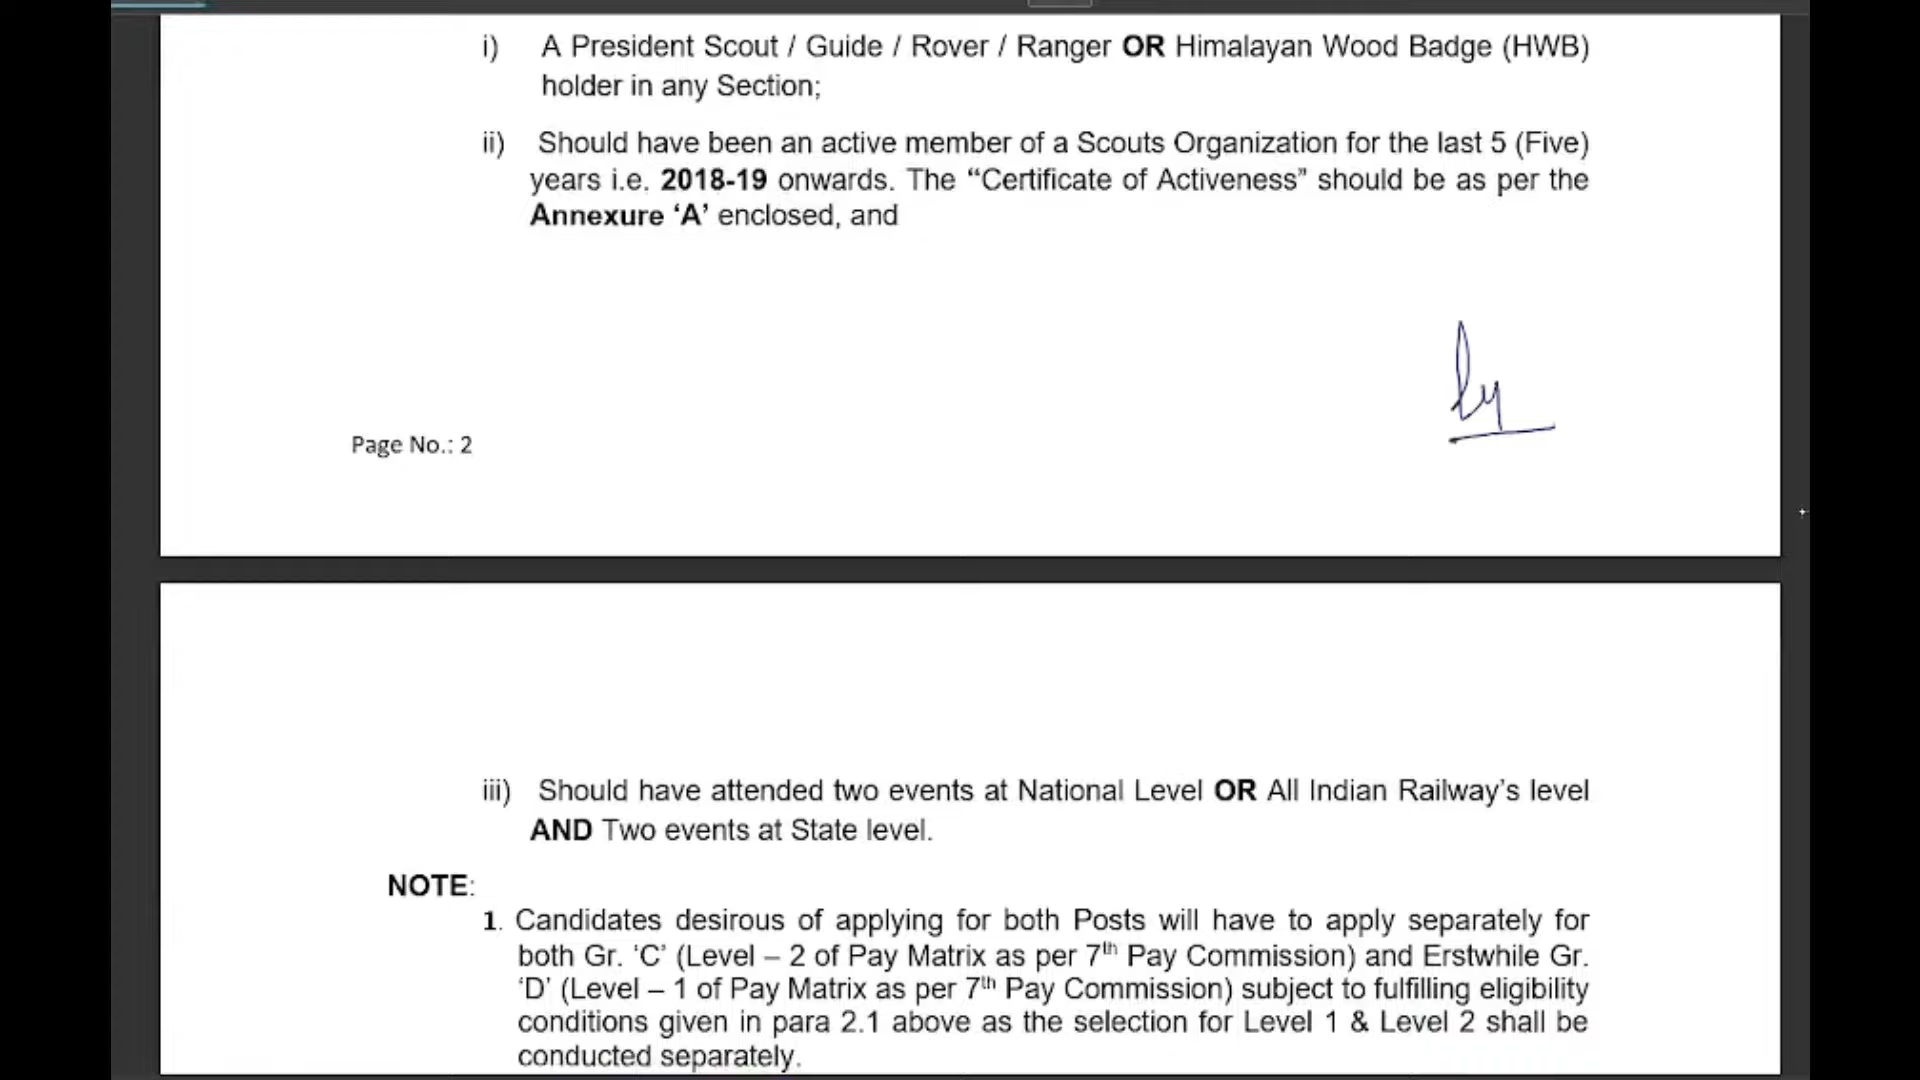 i) A President Scout / Guide / Rover / Ranger OR Himalayan Wood Badge (HWB)
holder in any Section;
ii) Should have been an active member of a Scouts Organization for the last 5 (Five)
years i.e. 2018-19 onwards. The “Certificate of Activeness” should be as per the
Annexure ‘A’ enclosed, and
Page No.: 2
iii) Should have attended two events at National Level OR All Indian Railway’s level
AND Two events at State level.
NOTE:
1. Candidates desirous of applying for both Posts will have to apply separately for
both Gr. ‘C’ (Level – 2 of Pay Matrix as per 7th Pay Commission) and Erstwhile Gr.
‘D’ (Level – 1 of Pay Matrix as per 7th Pay Commission) subject to fulfilling eligibility
conditions given in para 2.1 above as the selection for Level 1 & Level 2 shall be
conducted separately.